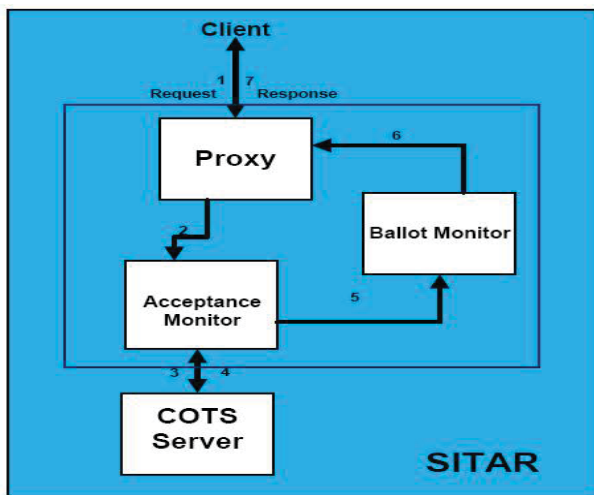 Client
1 7
Request Response
Proxy
6
2
Ballot Monitor
Acceptance
Monitor
5
3 4
COTS
Server
SITAR